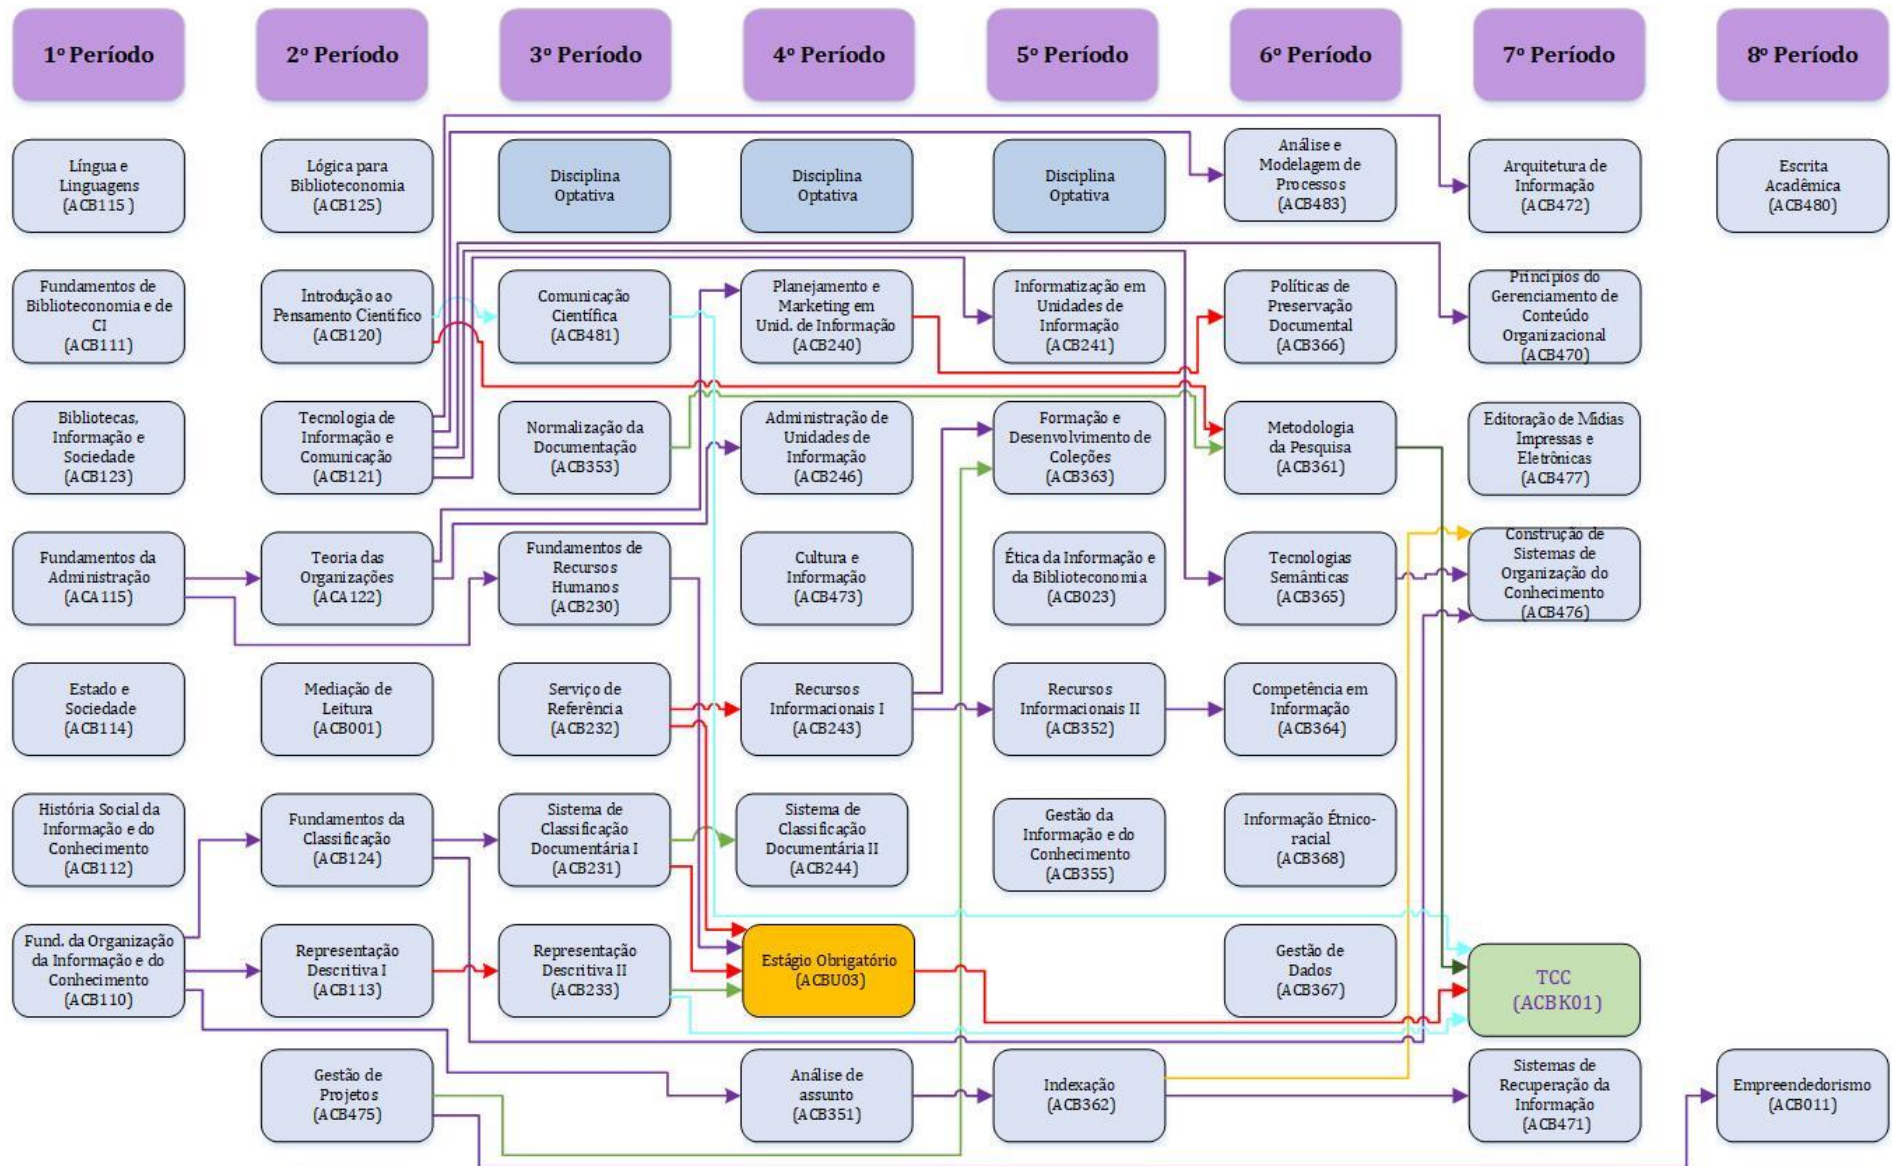 1º Período
2º Período
3º Período
4º Período
5º Período
6º Período
7º Período
8º Período
Língua e
Linguagens
(ACB115 )
Lógica para
Biblioteconomia
(ACB125)
Disciplina
Optativa
Disciplina
Optativa
Disciplina
Optativa
Análise e
Modelagem de
Processos
(ACB483)
Arquitetura de
Informação
(ACB472)
Escrita
Acadêmica
(ACB480)
Fundamentos de
Biblioteconomia e de
CI
(ACB111)
Introdução ao
Pensamento Cientifico
(ACB120)
Comunicação
Científica
(ACB481)
Planejamento e
Marketing em
Unid. de Informação
(ACB240)
Informatização em
Unidades de
Informação
(ACB241)
Políticas de
Preservação
Documental
(ACB366)
Princípios do
Gerenciamento de
Conteúdo
Organizacional
(ACB470)
Bibliotecas,
Informação e
Sociedade
(ACB123)
Tecnologia de
Informação e
Comunicação
(ACB121)
Normalização da
Documentação
(ACB353)
Administração de
Unidades de
Informação
(ACB246)
Formação e
Desenvolvimento de
Coleções
(ACB363)
Metodologia
da Pesquisa
(ACB361)
Editoração de Mídias
Impressas e
Eletrônicas
(ACB477)
Fundamentos da
Administração
(ACA115)
Teoria das
Organizações
(ACA122)
Fundamentos de
Recursos
Humanos
(ACB230)
Cultura e
Informação
(ACB473)
Ética da Informação e
da Biblioteconomia
(ACB023)
Tecnologias
Semânticas
(ACB365)
Construção de
Sistemas de
Organização do
Conhecimento
(ACB476)
Estado e
Sociedade
(ACB114)
Mediação de
Leitura
(ACB001)
Serviço de
Referência
(ACB232)
Recursos
Informacionais I
(ACB243)
Recursos
Informacionais II
(ACB352)
Competência em
Informação
(ACB364)
História Social da
Informação e do
Conhecimento
(ACB112)
Fundamentos da
Classificação
(ACB124)
Sistema de
Classificação
Documentária I
(ACB231)
Sistema de
Classificação
Documentária II
(ACB244)
Gestão da
Informação e do
Conhecimento
(ACB355)
Informação Étnico-
racial
(ACB368)
Fund. da Organização
da Informação e do
Conhecimento
(ACB110)
Representação
Descritiva I
(ACB113)
Representação
Descritiva II
(ACB233)
Estágio Obrigatório
(ACBU03)
Gestão de
Dados
(ACB367)
TCC
(ACBK01)
Gestão de
Projetos
(ACB475)
Análise de
assunto
(ACB351)
Indexação
(ACB362)
Sistemas de
Recuperação da
Informação
(ACB471)
Empreendedorismo
(ACB011)